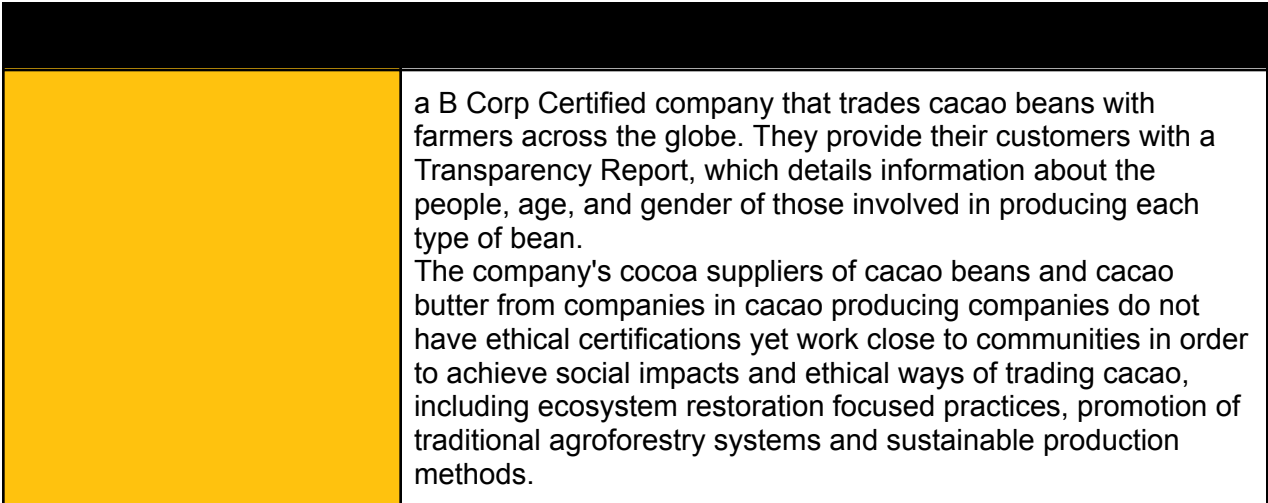 a B Corp Certified company that trades cacao beans with
farmers across the globe. They provide their customers with a
Transparency Report, which details information about the
people, age, and gender of those involved in producing each
type of bean.
The company's cocoa suppliers of cacao beans and cacao
butter from companies in cacao producing companies do not
have ethical certifications yet work close to communities in order
to achieve social impacts and ethical ways of trading cacao,
including ecosystem restoration focused practices, promotion of
traditional agroforestry systems and sustainable production
methods.